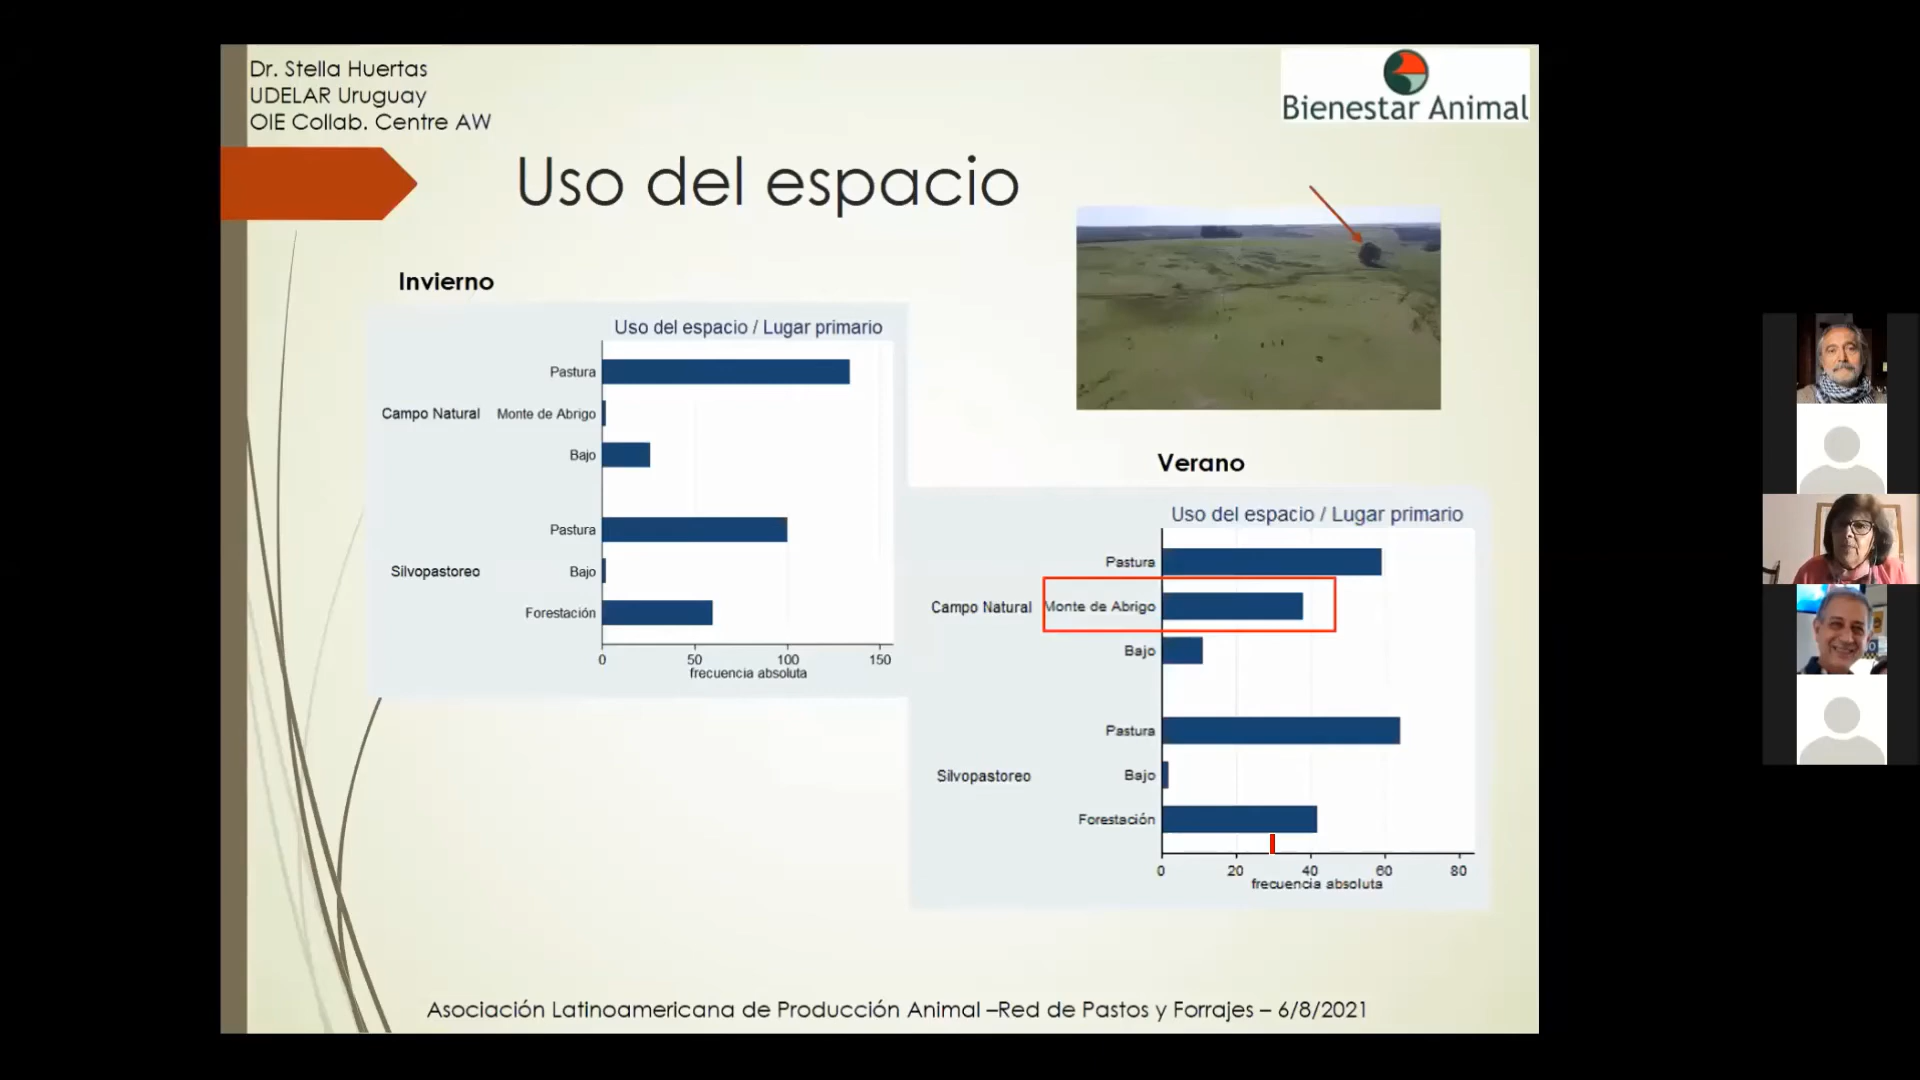 Dr. Stella Huertas
UDELAR Uruguay
OIE Collab. Centre AW
Bienestar Animal
Uso del espacio
Invierno
Uso del espacio / Lugar primario
Pastura
Campo Natural Monte de Abrigo
Bajo
Pastura
Silvopastoreo Bajo
Forestación
0 50 100 150
frecuencia absoluta
Verano
Uso del espacio / Lugar primario
Pastura
Campo Natural Monte de Abrigo
Bajo
Pastura
Silvopastoreo Bajo
Forestación
0 20 40 60 80
frecuencia absoluta
Asociación Latinoamericana de Producción Animal –Red de Pastos y Forrajes – 6/8/2021